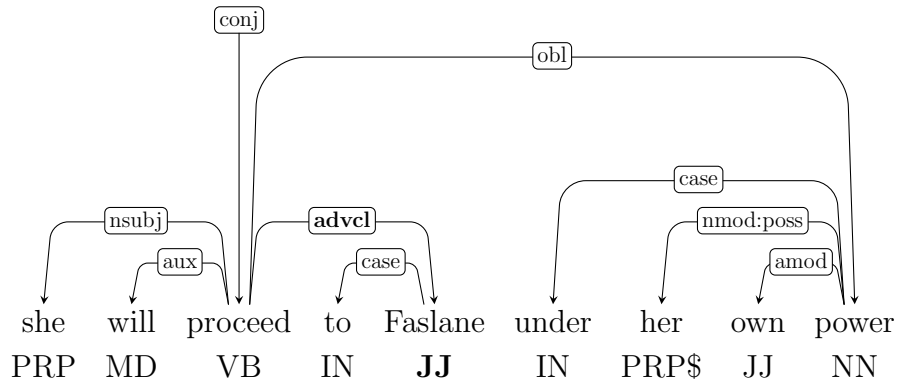 conj
obl
case
nsubj advcl nmod:poss
aux case amod
she will proceed to Faslane under her own power
PRP MD VB IN JJ IN PRP$ JJ NN